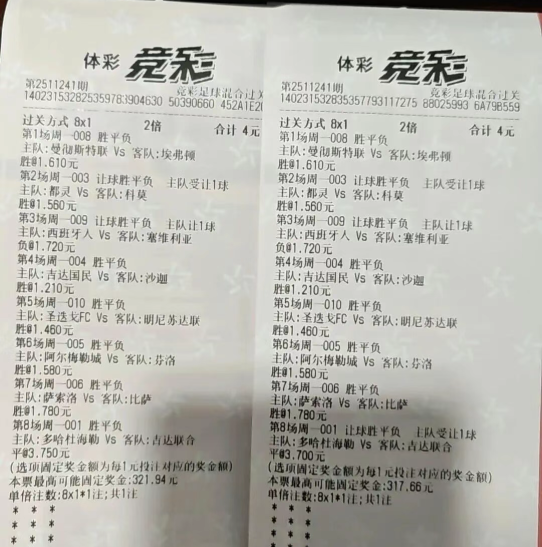 体彩 竞彩
第2511241期 竞彩足球混合过关
140231532825359783904630 50390660 452A1E2
过关方式 8x1 2倍 合计 4元
第1场周一008 胜平负
主队:曼彻斯特联 Vs 客队:埃弗顿
胜@1.610元
第2场周一003 让球胜平负 主队受让1球
主队:都灵 Vs 客队:科莫
胜@1.560元
第3场周一009 让球胜平负 主队让1球
主队:西班牙人 Vs 客队:塞维利亚
负@1.720元
第4场周一004 胜平负
主队:吉达国民 Vs 客队:沙迦
胜@1.210元
第5场周一010 胜平负
主队:圣迭戈FC Vs 客队:明尼苏达联
胜@1.460元
第6场周一005 胜平负
主队:阿尔梅勒城 Vs 客队:芬洛
胜@1.580元
第7场周一006 胜平负
主队:萨索洛 Vs 客队:比萨
胜@1.780元
第8场周一001 胜平负
主队:多哈杜海勒 Vs 客队:吉达联合
平@3.750元
(选项固定奖金额为每1元投注对应的奖金额)
本票最高可能固定奖金:321.94元
单倍注数:8x1*1注;共1注
* * *
* * *
* * *
体彩 竞彩
第2511241期 竞彩足球混合过关
140231532835357793117275 88025993 6A79B559
过关方式 8x1 2倍 合计 4元
第1场周一008 胜平负
主队:曼彻斯特联 Vs 客队:埃弗顿
胜@1.610元
第2场周一003 让球胜平负 主队受让1球
主队:都灵 Vs 客队:科莫
胜@1.560元
第3场周一009 让球胜平负 主队让1球
主队:西班牙人 Vs 客队:塞维利亚
负@1.720元
第4场周一004 胜平负
主队:吉达国民 Vs 客队:沙迦
胜@1.210元
第5场周一010 胜平负
主队:圣迭戈FC Vs 客队:明尼苏达联
胜@1.460元
第6场周一005 胜平负
主队:阿尔梅勒城 Vs 客队:芬洛
胜@1.580元
第7场周一006 胜平负
主队:萨索洛 Vs 客队:比萨
胜@1.780元
第8场周一001 让球胜平负 主队受让1球
主队:多哈杜海勒 Vs 客队:吉达联合
平@3.700元
(选项固定奖金额为每1元投注对应的奖金额)
本票最高可能固定奖金:317.66元
单倍注数:8x1*1注;共1注
* * *
* * *
* * *